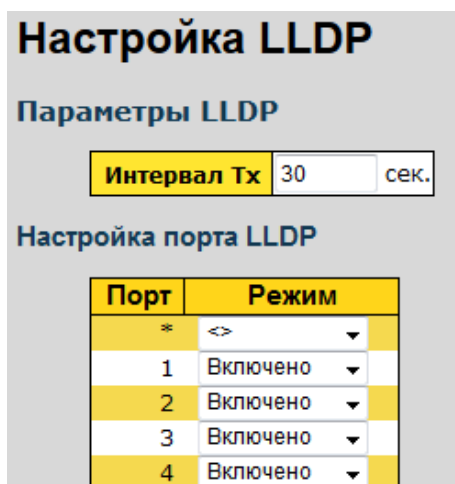 Настройка LLDP
Параметры LLDP
Интервал Tx 30 сек.
Настройка порта LLDP
Порт Режим
* <>
1 Включено
2 Включено
3 Включено
4 Включено